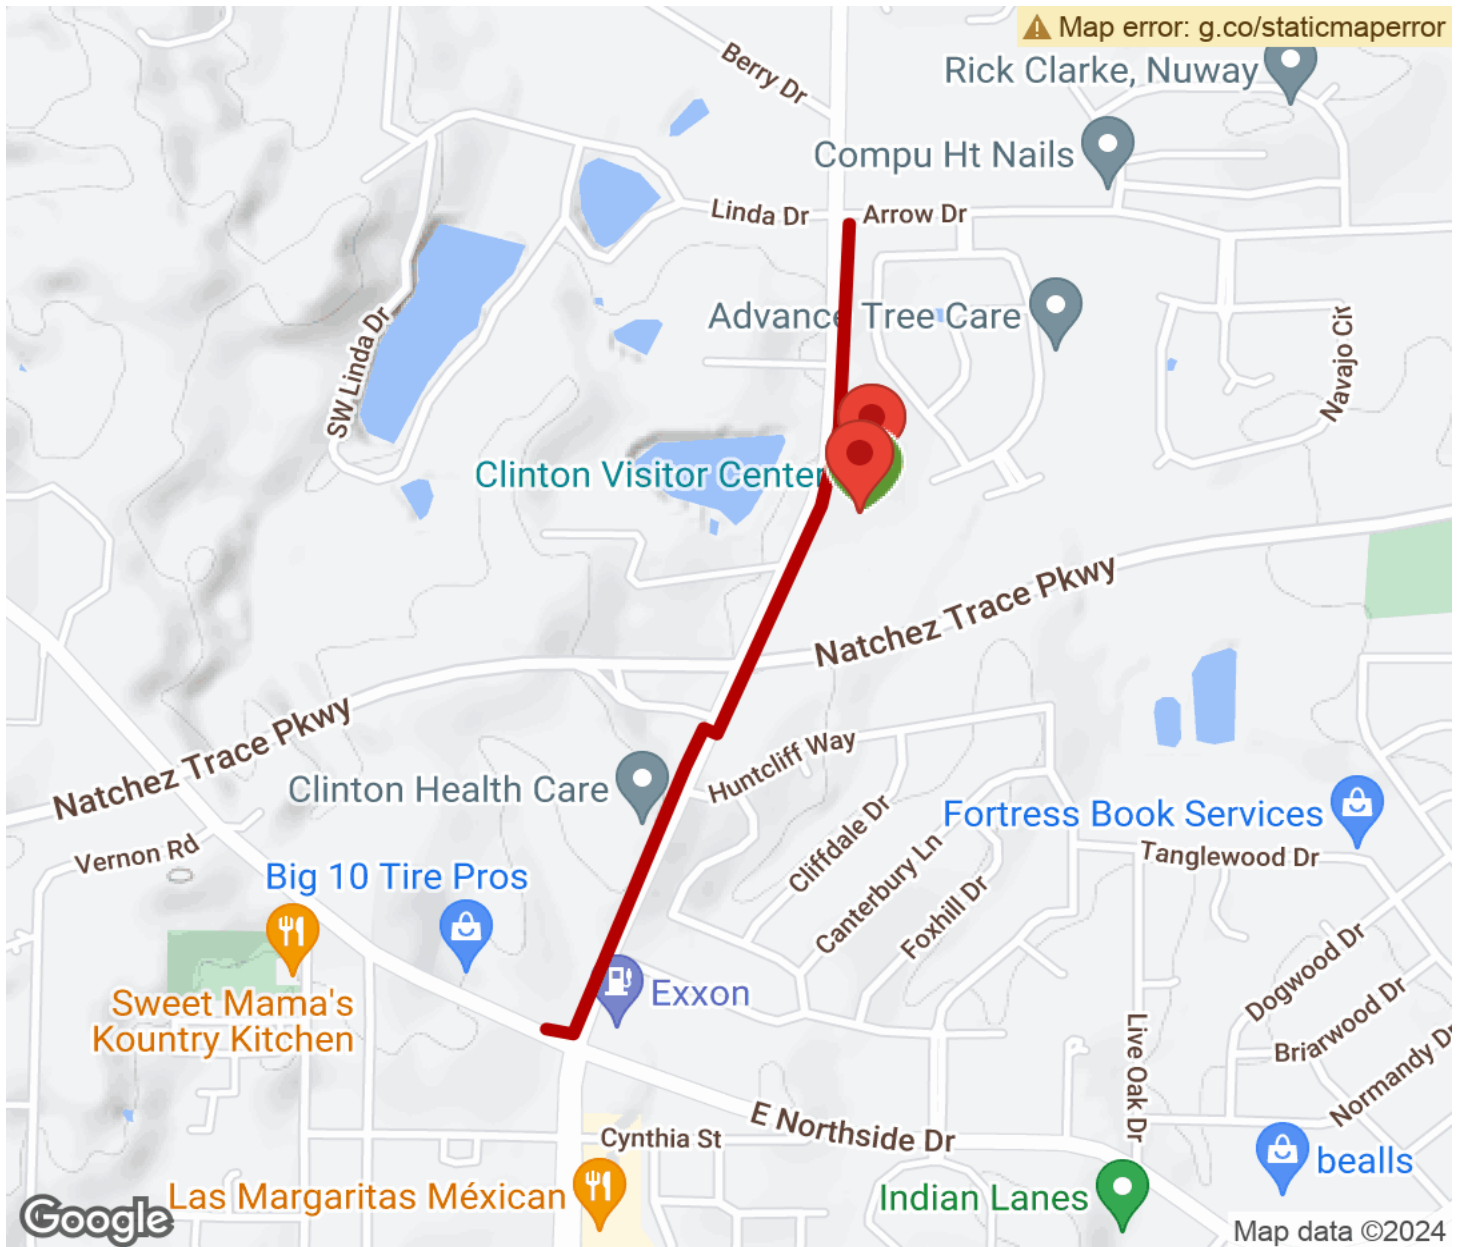 Map error: g.co/staticmaperror
Berry Dr
Rick Clarke, Nuway
Compu Ht Nails
Linda Dr
Arrow Dr
Advance Tree Care
SW Linda Dr
Navajo Cir
Clinton Visitor Center
Natchez Trace Pkwy
Natchez Trace Pkwy
Huntcliff Way
Clinton Health Care
Fortress Book Services
Vernon Rd
Cliffdale Dr
Canterbury Ln
Foxhill Dr
Tanglewood Dr
Big 10 Tire Pros
Exxon
Dogwood Dr
Briarwood Dr
Normandy Dr
Sweet Mama's
Kountry Kitchen
Live Oak Dr
E Northside Dr
Cynthia St
bealls
Las Margaritas Méxican
Indian Lanes
Google
Map data ©2024